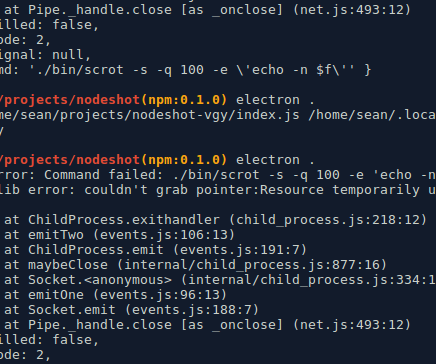 at Pipe._handle.close [as _onclose] (net.js:493:12)
illed: false,
ode: 2,
ignal: null,
md: './bin/scrot -s -q 100 -e \'echo -n $f\'' }
/projects/nodeshot(npm:0.1.0) electron .
me/sean/projects/nodeshot-vgy/index.js /home/sean/.loca
y
/projects/nodeshot(npm:0.1.0) electron .
rror: Command failed: ./bin/scrot -s -q 100 -e 'echo -n
lib error: couldn't grab pointer:Resource temporarily u
at ChildProcess.exithandler (child_process.js:218:12)
at emitTwo (events.js:106:13)
at ChildProcess.emit (events.js:191:7)
at maybeClose (internal/child_process.js:877:16)
at Socket.<anonymous> (internal/child_process.js:334:1
at emitOne (events.js:96:13)
at Socket.emit (events.js:188:7)
at Pipe._handle.close [as _onclose] (net.js:493:12)
illed: false,
ode: 2,